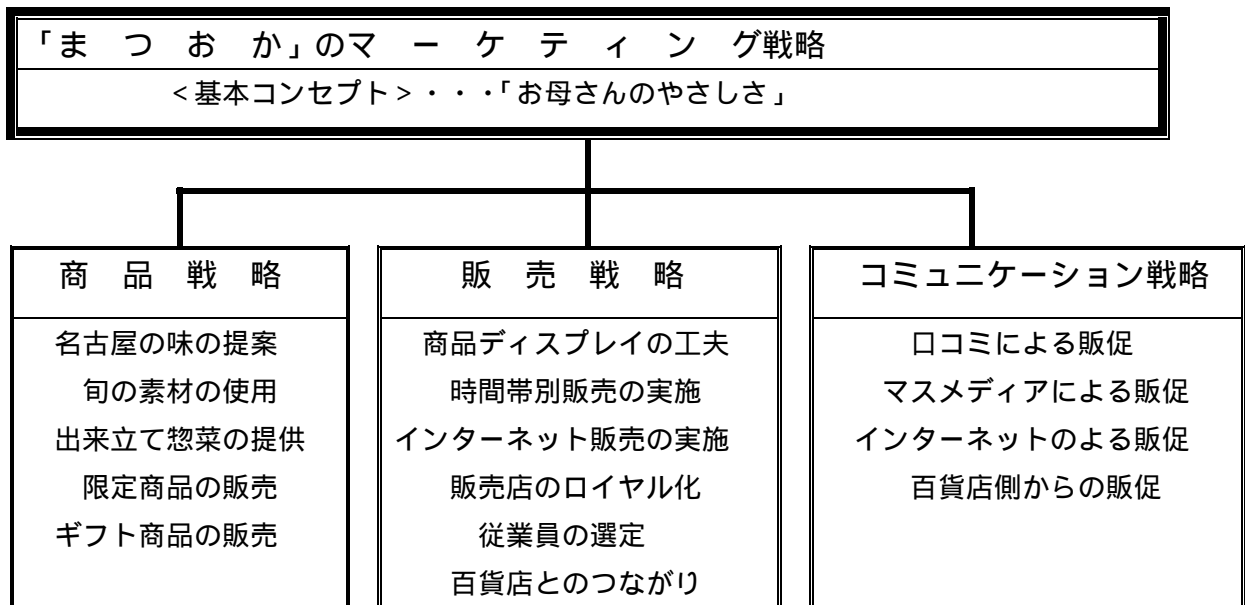 「ま つ お か」のマ ー ケ テ ィ ン グ戦略
<基本コンセプト>・・・「お母さんのやさしさ」
商 品 戦 略
名古屋の味の提案
旬の素材の使用
出来立て惣菜の提供
限定商品の販売
ギフト商品の販売
販 売 戦 略
商品ディスプレイの工夫
時間帯別販売の実施
インターネット販売の実施
販売店のロイヤル化
従業員の選定
百貨店とのつながり
コミュニケーション戦略
口コミによる販促
マスメディアによる販促
インターネットのよる販促
百貨店側からの販促